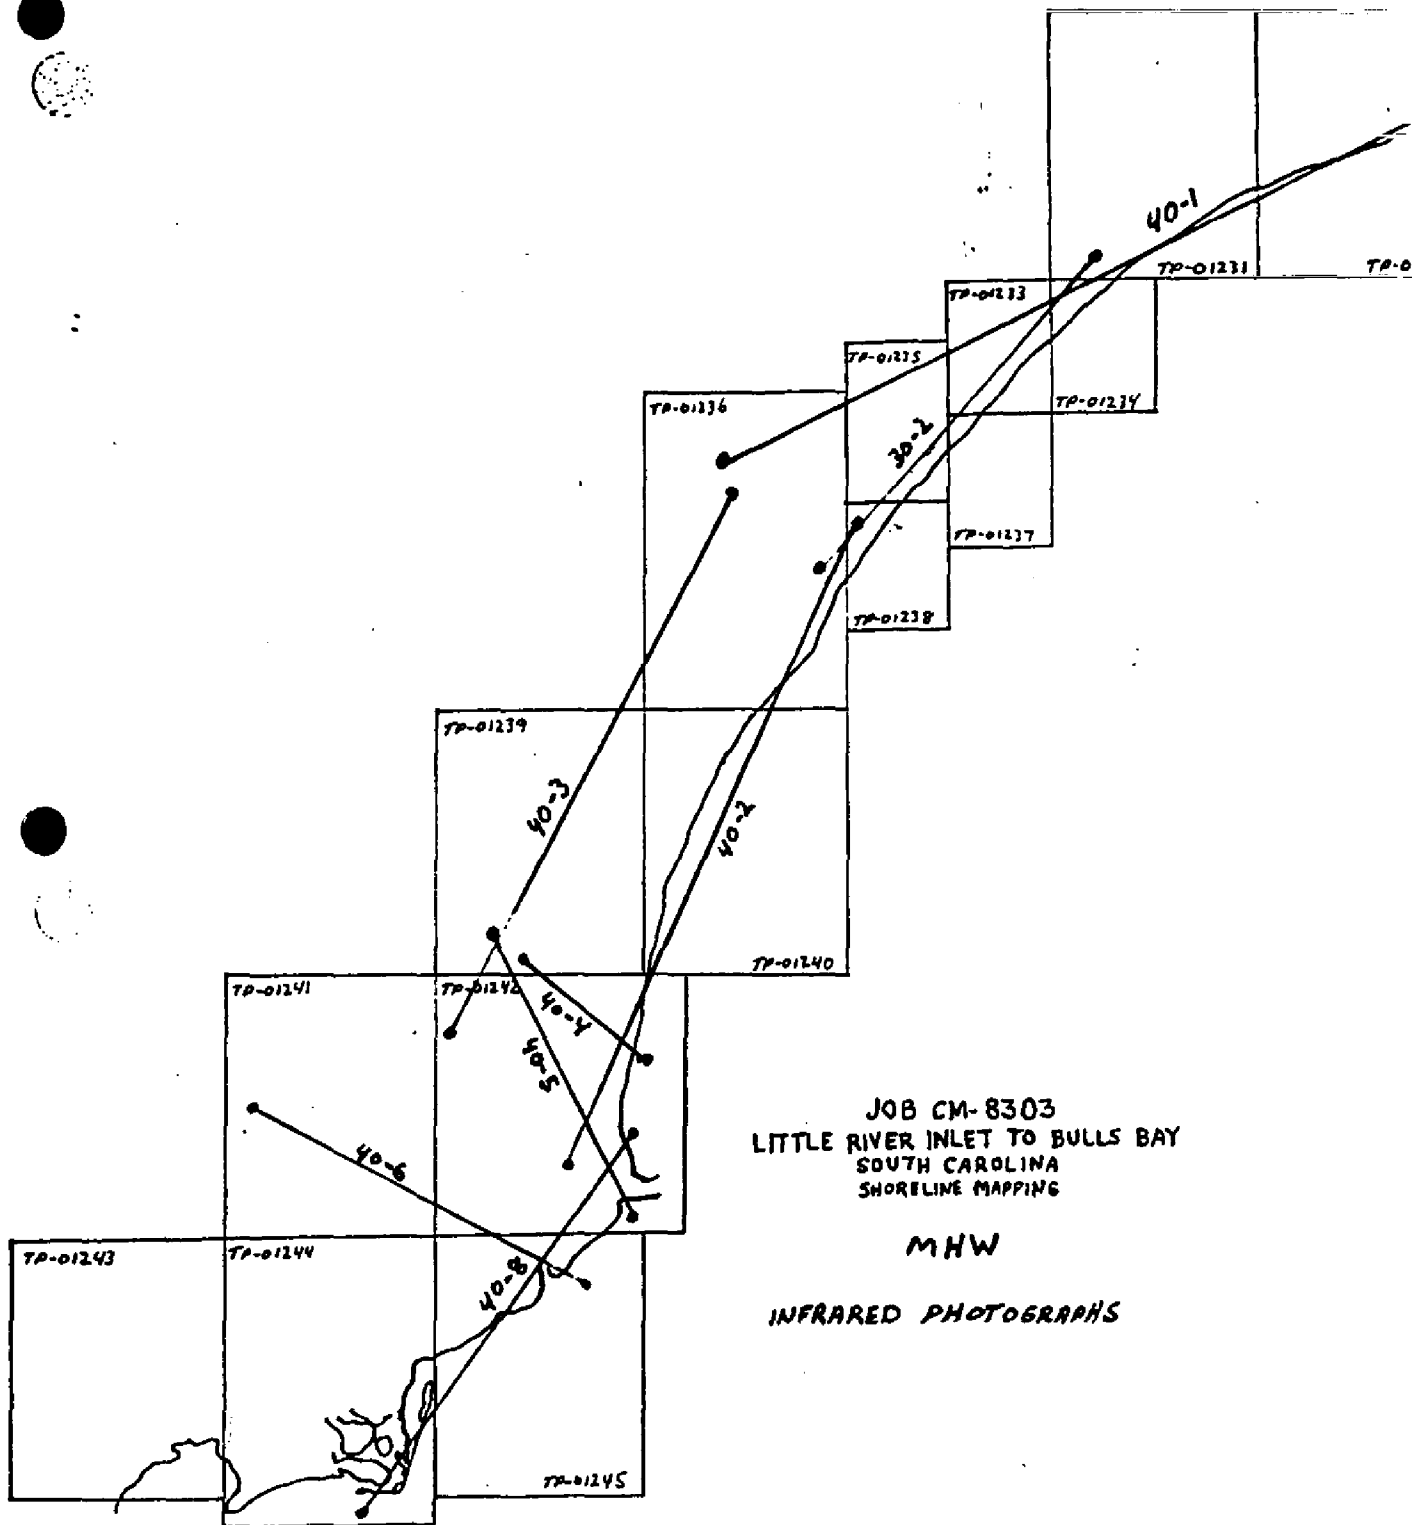 40-1
TP-01231
TP-0
TP-01233
TP-01235
TP-01234
TP-01236
30-2
TP-01237
TP-01238
TP-01239
40-3
40-2
TP-01240
TP-01241
TP-01242
40-4
40-5
JOB CM-8303
LITTLE RIVER INLET TO BULLS BAY
SOUTH CAROLINA
SHORELINE MAPPING
40-6
MHW
TP-01243
TP-01244
40-8
INFRARED PHOTOGRAPHS
TP-01245